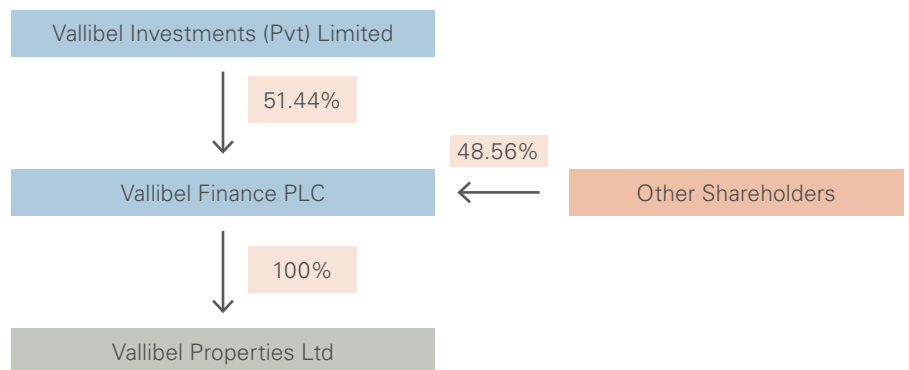 Vallibel Investments (Pvt) Limited
51.44%
48.56%
Vallibel Finance PLC
Other Shareholders
100%
Vallibel Properties Ltd